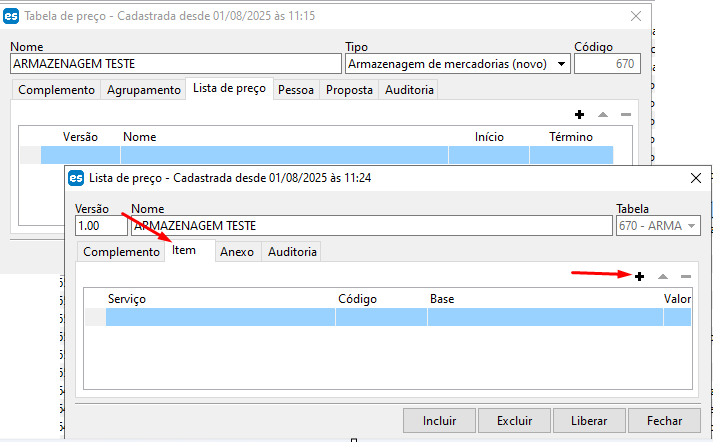 es Tabela de preço - Cadastrada desde 01/08/2025 às 11:15
Nome Tipo Código
ARMAZENAGEM TESTE Armazenagem de mercadorias (novo) 670
Complemento Agrupamento Lista de preço Pessoa Proposta Auditoria
Versão Nome Início Término
es Lista de preço - Cadastrada desde 01/08/2025 às 11:24
Versão Nome Tabela
1.00 ARMAZENAGEM TESTE 670 - ARMA
Complemento Item Anexo Auditoria
Serviço Código Base Valor
Incluir Excluir Liberar Fechar